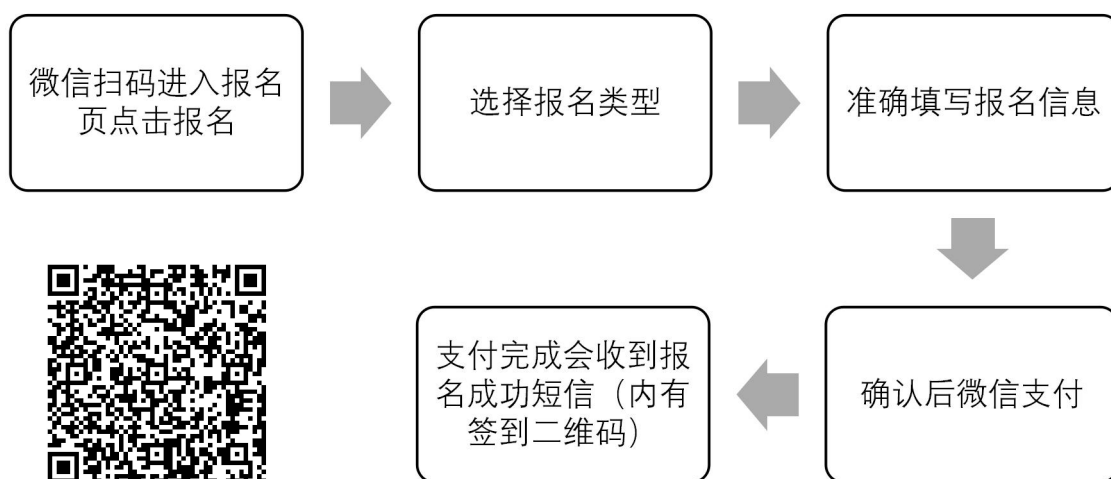 微信扫码进入报名
页点击报名
选择报名类型
准确填写报名信息
确认后微信支付
支付完成会收到报
名成功短信（内有
签到二维码）